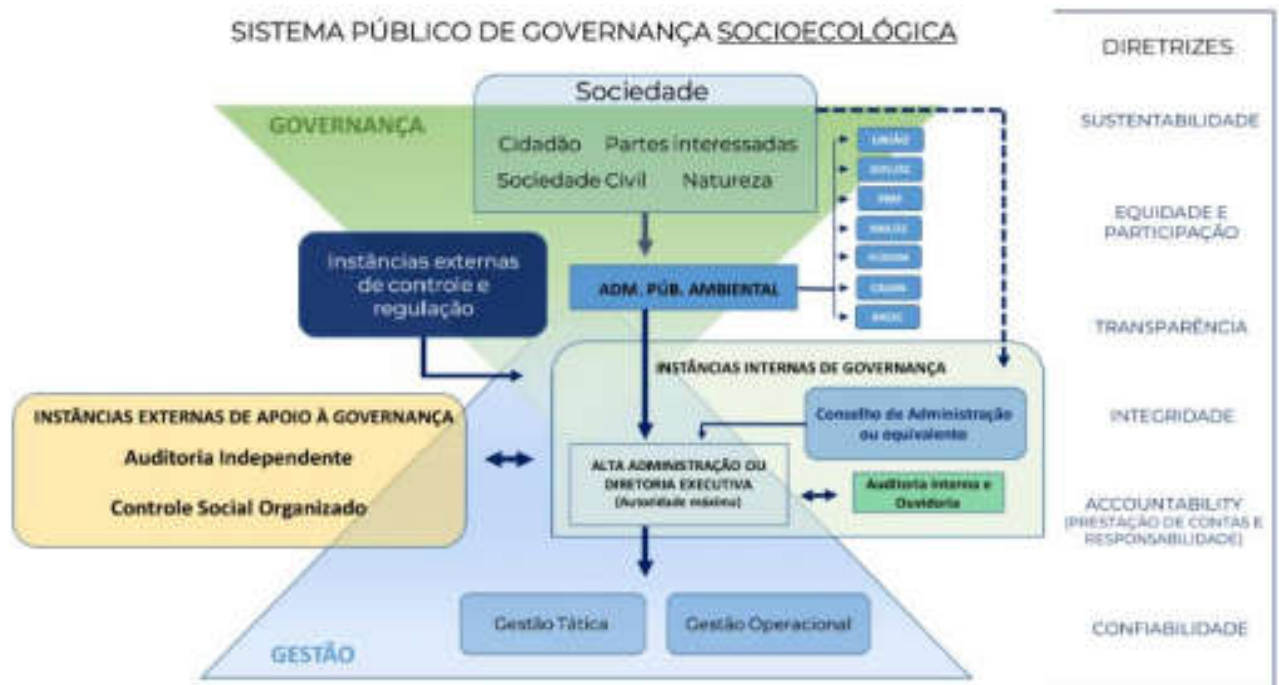 SISTEMA PÚBLICO DE GOVERNANÇA SOCIOECOLÓGICA
Sociedade
GOVERNANÇA
Cidadão Partes interessadas
Sociedade Civil Natureza
UNIÃO
Instâncias externas
de controle e
regulação
ADM. PÚB. AMBIENTAL
INSTÂNCIAS INTERNAS DE GOVERNANÇA
Conselho de Administração
ou equivalente
INSTÂNCIAS EXTERNAS DE APOIO À GOVERNANÇA
Auditoria Independente
Controle Social Organizado
ALTA ADMINISTRAÇÃO OU
DIRETORIA EXECUTIVA
(Autoridade máxima)
Auditoria Interna e
Ouvidoria
Gestão Tática
Gestão Operacional
GESTÃO
DIRETRIZES
SUSTENTABILIDADE
EQUIDADE E
PARTICIPAÇÃO
TRANSPARÊNCIA
INTEGRIDADE
ACCOUNTABILITY
(PRESTAÇÃO DE CONTAS E
RESPONSABILIDADE)
CONFIABILIDADE